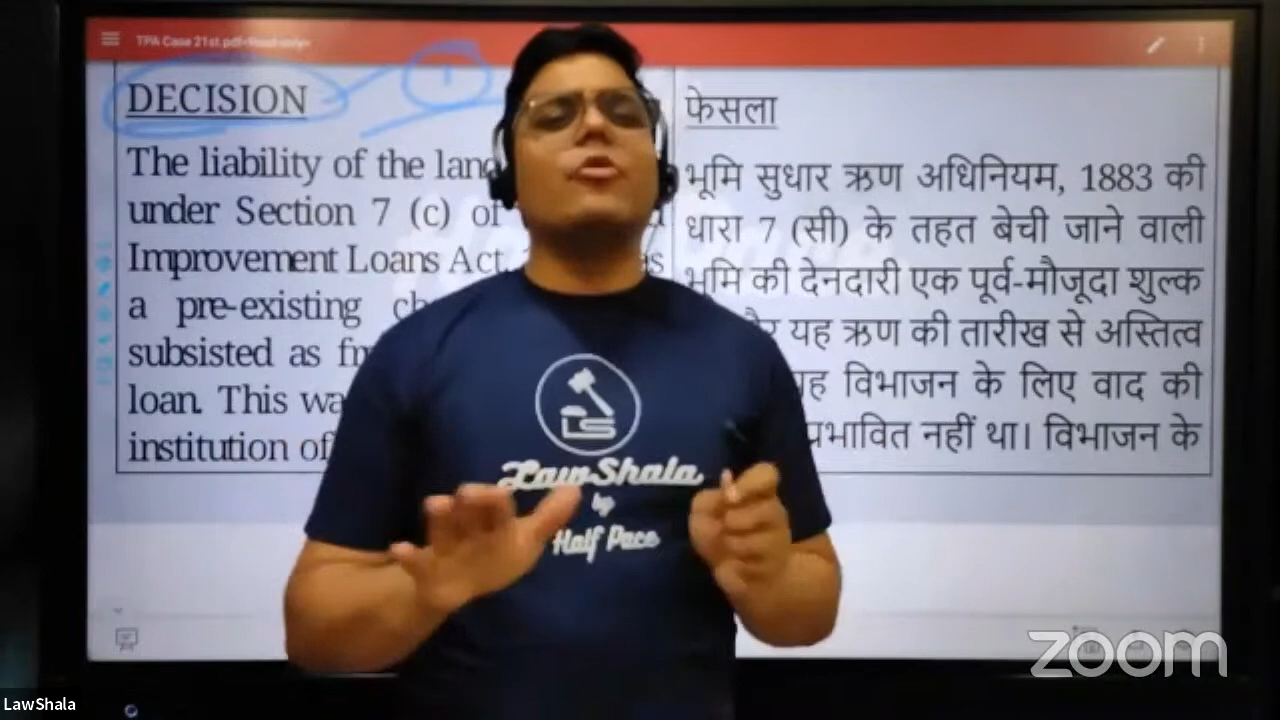 TPA Case 21st.pdf
DECISION
The liability of the land
under Section 7 (c) of
Improvement Loans Act
a pre-existing
subsisted as
loan. This
institution of
फेसला
भूमि सुधार ऋण अधिनियम, 1883 की
धारा 7 (सी) के तहत बेची जाने वाली
भूमि की देनदारी एक पूर्व-मौजूदा शुल्क
यह ऋण की तारीख से अस्तित्व
विभाजन के लिए वाद की
प्रभावित नहीं था। विभाजन के
LS
LawShala
by
Half Pace
zoom
LawShala